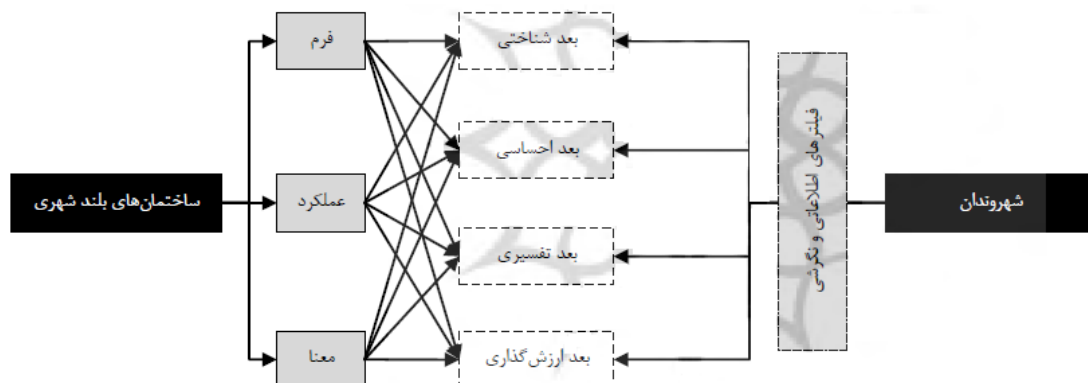 فرم
بعد شناختی
بعد احساسی
فیلترهای اطلاعاتی و نگرشی
ساختمان‌های بلند شهری
عملکرد
شهروندان
بعد تفسیری
معنا
بعد ارزش‌گذاری